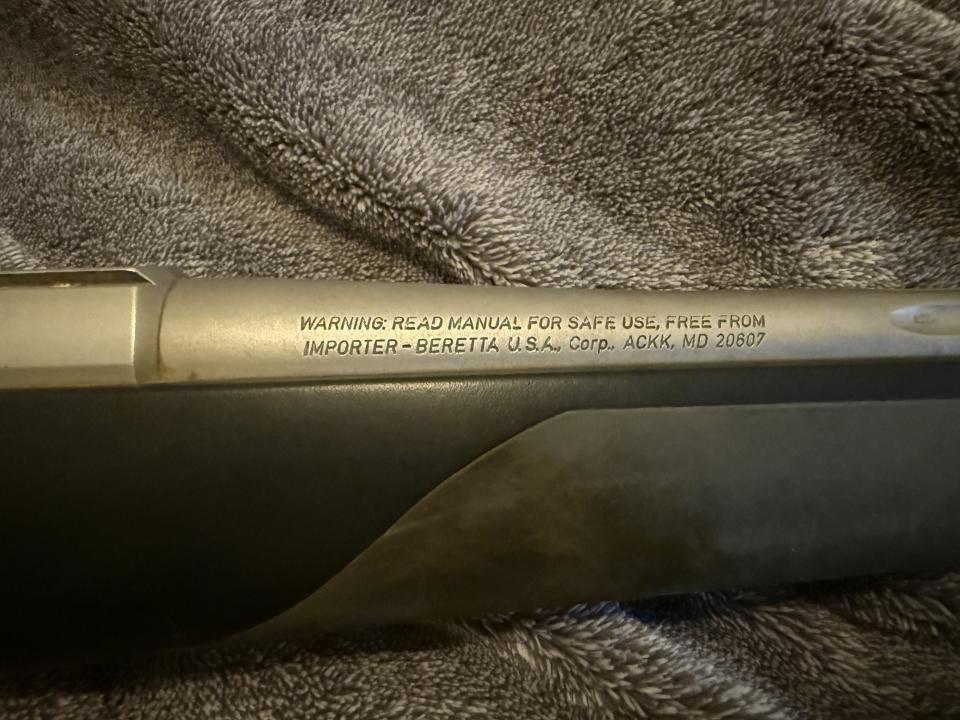 WARNING: READ MANUAL FOR SAFE USE, FREE FROM
IMPORTER-BERETTA U.S.A., Corp., ACKK, MD 20607